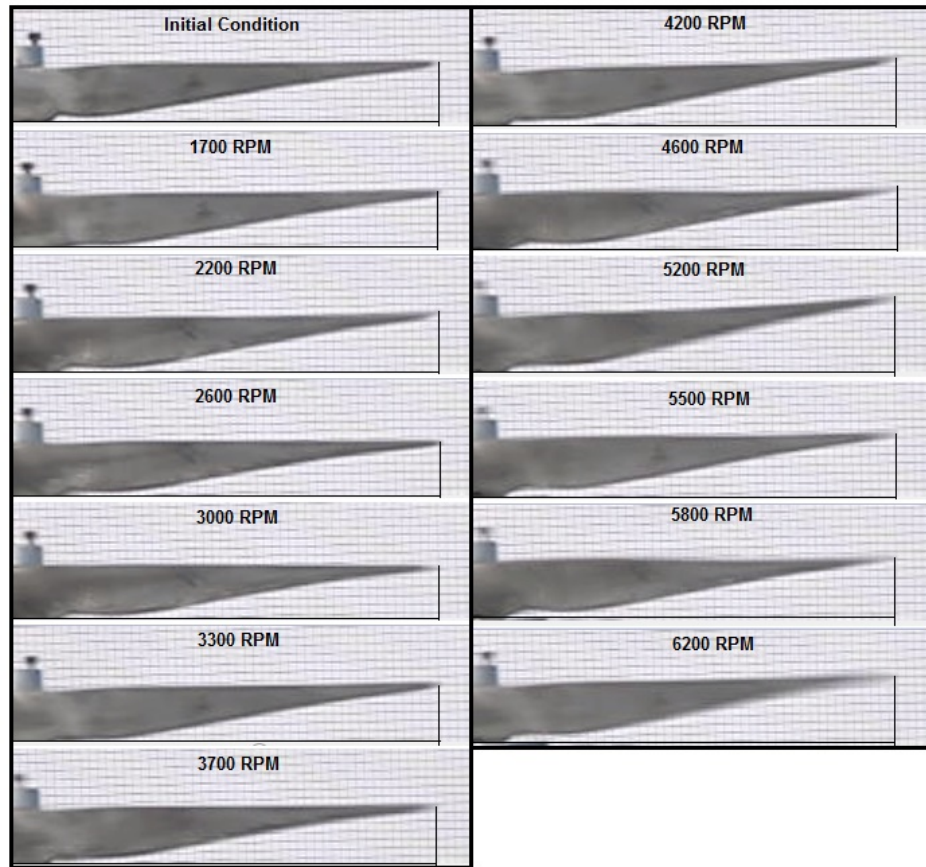 Initial Condition
1700 RPM
2200 RPM
2600 RPM
3000 RPM
3300 RPM
3700 RPM
4200 RPM
4600 RPM
5200 RPM
5500 RPM
5800 RPM
6200 RPM